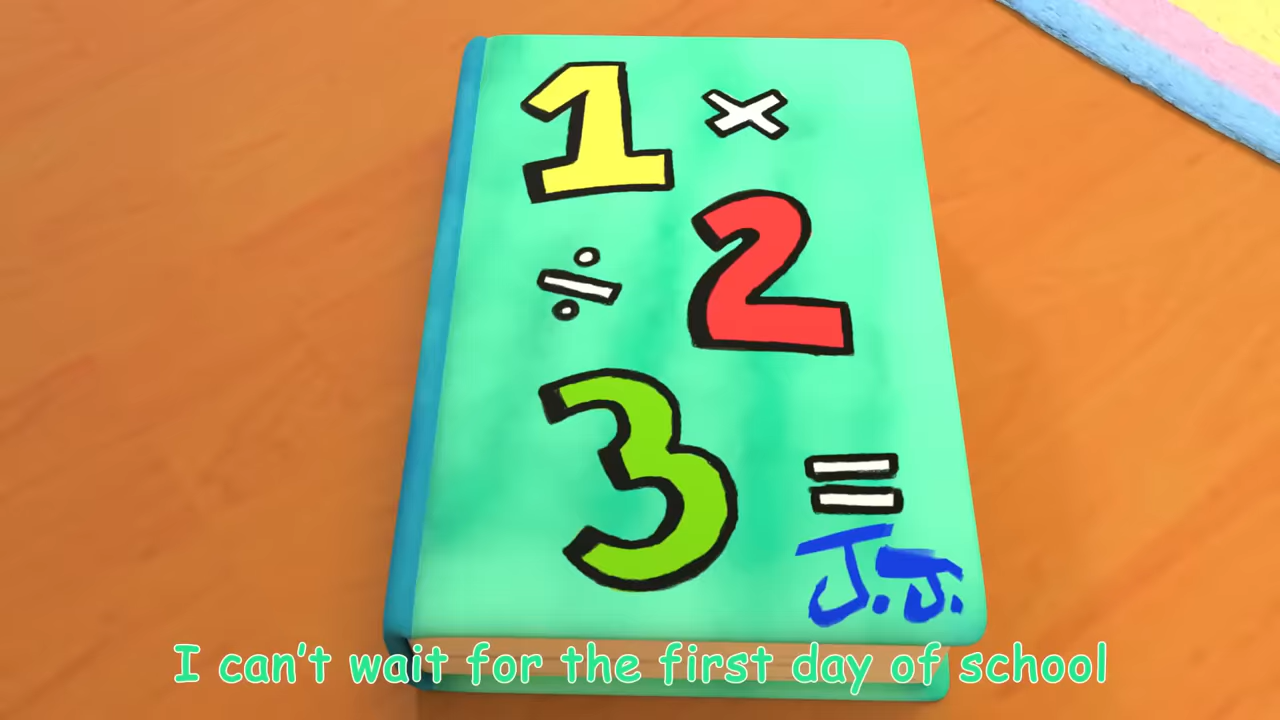 1 ×
÷ 2
3 =
J.J.
I can't wait for the first day of school